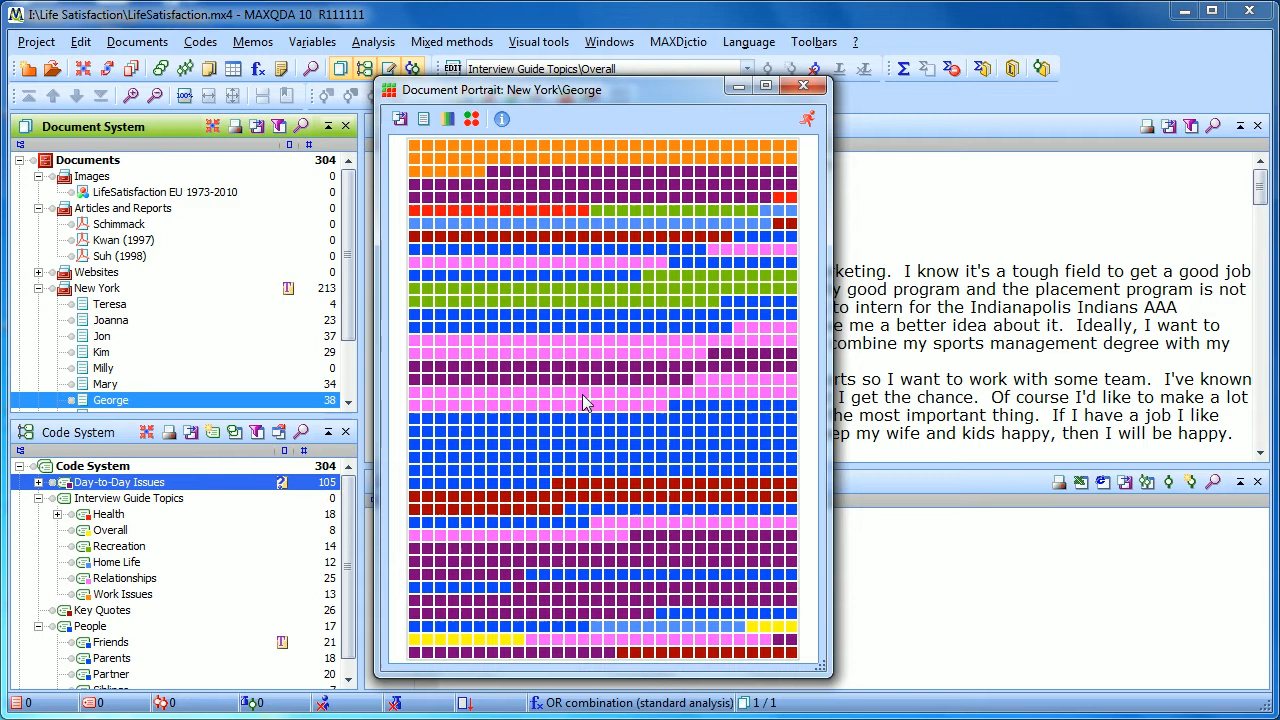 I:\Life Satisfaction\LifeSatisfaction.mx4 - MAXQDA 10 R111111
Project Edit Documents Codes Memos Variables Analysis Mixed methods Visual tools Windows MAXDictio Language Toolbars ?
EDIT Interview Guide Topics\Overall
100%
Document Portrait: New York\George
Document System
Documents 304
Images 0
LifeSatisfaction EU 1973-2010 0
Articles and Reports 0
Schimmack 0
Kwan (1997) 0
Suh (1998) 0
Websites 0
New York 213
Teresa 4
Joanna 23
Jon 37
Kim 29
Milly 0
Mary 34
George 38
keting. I know it's a tough field to get a good job
y good program and the placement program is not
to intern for the Indianapolis Indians AAA
e me a better idea about it. Ideally, I want to
combine my sports management degree with my
rts so I want to work with some team. I've known
I get the chance. Of course I'd like to make a lot
he most important thing. If I have a job I like
ep my wife and kids happy, then I will be happy.
Code System
Code System 304
Day-to-Day Issues 105
Interview Guide Topics 0
Health 18
Overall 8
Recreation 14
Home Life 12
Relationships 25
Work Issues 13
Key Quotes 26
People 17
Friends 21
Parents 18
Partner 20
0 0 0 0 0 OR combination (standard analysis) 1 / 1